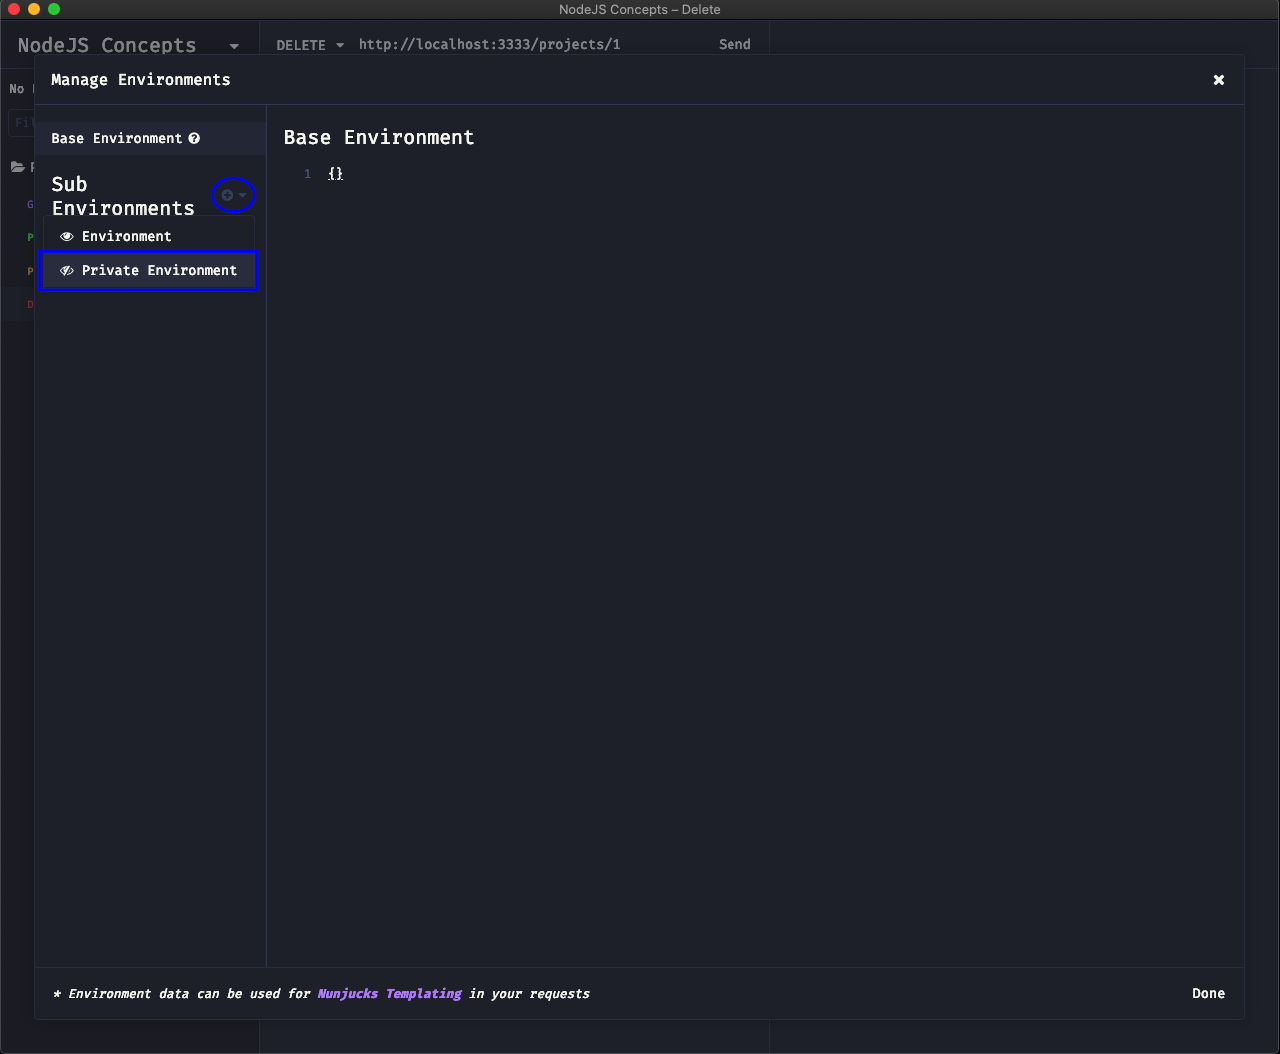 NodeJS Concepts – Delete
NodeJS Concepts
DELETE http://localhost:3333/projects/1 Send
Manage Environments
No
Base Environment
Base Environment
1 {}
Sub
Environments
Environment
Private Environment
G
P
P
D
* Environment data can be used for Nunjucks Templating in your requests
Done